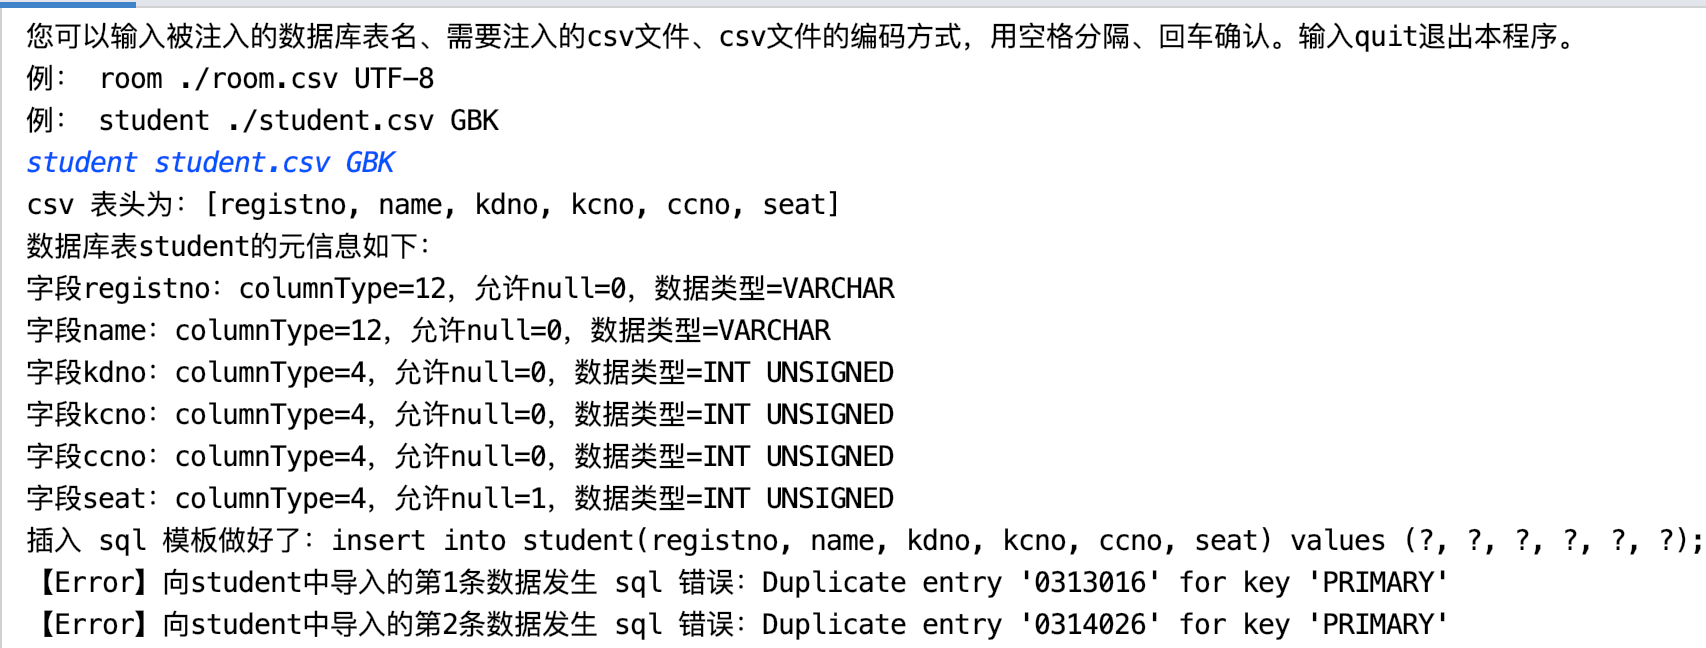 您可以输入被注入的数据库表名、需要注入的csv文件、csv文件的编码方式，用空格分隔、回车确认。输入quit退出本程序。
例： room ./room.csv UTF-8
例： student ./student.csv GBK
student student.csv GBK
csv 表头为：[registno, name, kdno, kcno, ccno, seat]
数据库表student的元信息如下：
字段registno：columnType=12，允许null=0，数据类型=VARCHAR
字段name：columnType=12，允许null=0，数据类型=VARCHAR
字段kdno：columnType=4，允许null=0，数据类型=INT UNSIGNED
字段kcno：columnType=4，允许null=0，数据类型=INT UNSIGNED
字段ccno：columnType=4，允许null=0，数据类型=INT UNSIGNED
字段seat：columnType=4，允许null=1，数据类型=INT UNSIGNED
插入 sql 模板做好了：insert into student(registno, name, kdno, kcno, ccno, seat) values (?, ?, ?, ?, ?, ?);
【Error】向student中导入的第1条数据发生 sql 错误：Duplicate entry '0313016' for key 'PRIMARY'
【Error】向student中导入的第2条数据发生 sql 错误：Duplicate entry '0314026' for key 'PRIMARY'